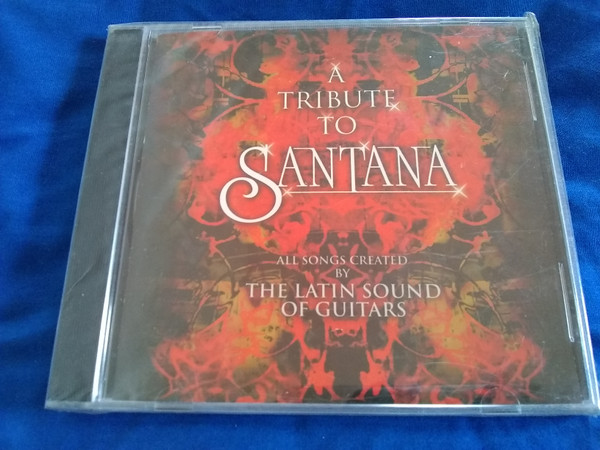 A
TRIBUTE
TO
SANTANA
ALL SONGS CREATED
BY
THE LATIN SOUND
OF GUITARS